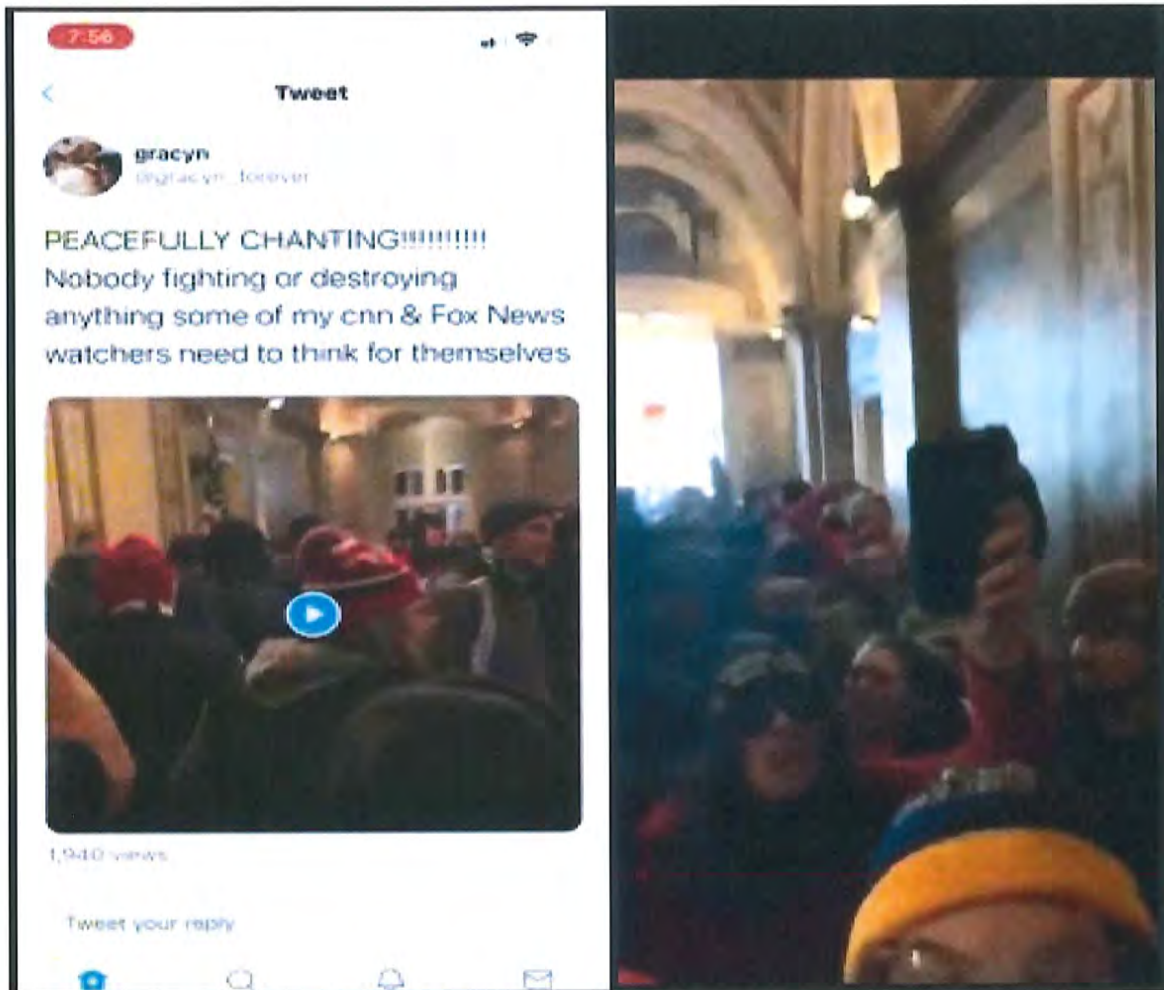 7:56
Tweet
gracyn
@gracyn_forever
PEACEFULLY CHANTING!!!!!!!!!!
Nobody fighting or destroying
anything some of my cnn & Fox News
watchers need to think for themselves
1,940 views
Tweet your reply